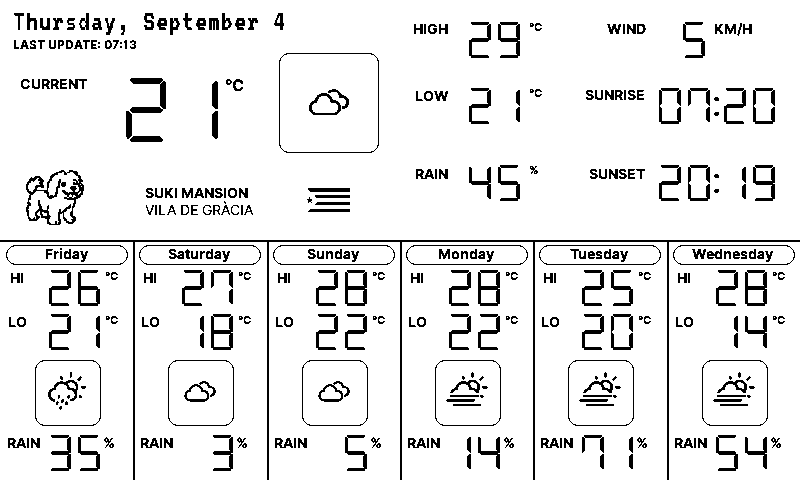 Thursday, September 4
LAST UPDATE: 07:13
CURRENT 21 °C
HIGH 29 °C
WIND 5 KM/H
LOW 21 °C
SUNRISE 07:20
RAIN 45 %
SUNSET 20:19
SUKI MANSION
VILA DE GRÀCIA
Friday
HI 26 °C
LO 21 °C
RAIN 35 %
Saturday
HI 27 °C
LO 18 °C
RAIN 3 %
Sunday
HI 28 °C
LO 22 °C
RAIN 5 %
Monday
HI 28 °C
LO 22 °C
RAIN 14 %
Tuesday
HI 25 °C
LO 20 °C
RAIN 71 %
Wednesday
HI 28 °C
LO 14 °C
RAIN 54 %